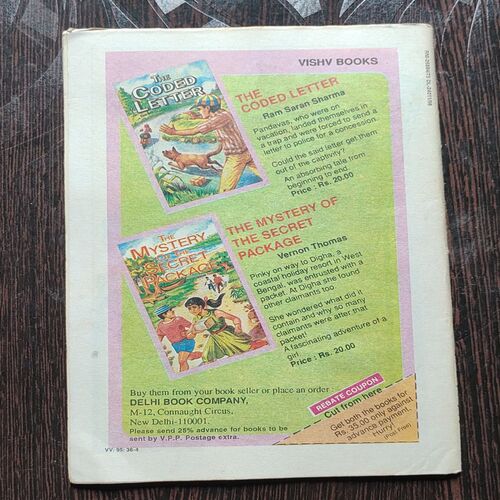 VISHV BOOKS
THE
CODED
LETTER
THE
CODED LETTER
Ram Saran Sharma
Pandavas, who were on
vacation, landed themselves in
a trap and were forced to send a
letter to police for a concession.
Could the said letter get them
out of the captivity?
An absorbing tale from
beginning to end.
Price : Rs. 20.00
THE
MYSTERY
OF THE
SECRET
PACKAGE
THE MYSTERY OF
THE SECRET
PACKAGE
Vernon Thomas
Pinky on way to Digha, a
coastal holiday resort in West
Bengal, was entrusted with a
packet. At Digha she found
other claimants too.
She wondered what did it
contain and why so many
claimants were after that
packet!
A fascinating adventure of a
girl.
Price : Rs. 20.00
Buy them from your book seller or place an order :
DELHI BOOK COMPANY,
M-12, Connaught Circus,
New Delhi-110001.
Please send 25% advance for books to be
sent by V.P.P. Postage extra.
REBATE COUPON
Cut from here
Get both the books for
Rs. 35.00 only against
advance payment.
Hurry!
(Post Free)
VV- 95- 36-4